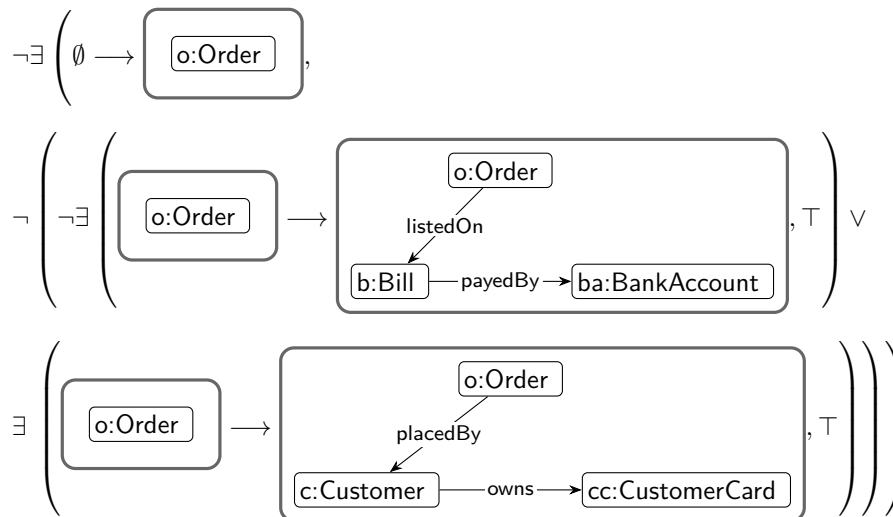 ¬∃ ( ∅ ⟶ o:Order ,
¬ ( ¬∃ ( o:Order ⟶ o:Order
listedOn
b:Bill payedBy ba:BankAccount , ⊤ ) ∨
∃ ( o:Order ⟶ o:Order
placedBy
c:Customer owns cc:CustomerCard , ⊤ ) ) )